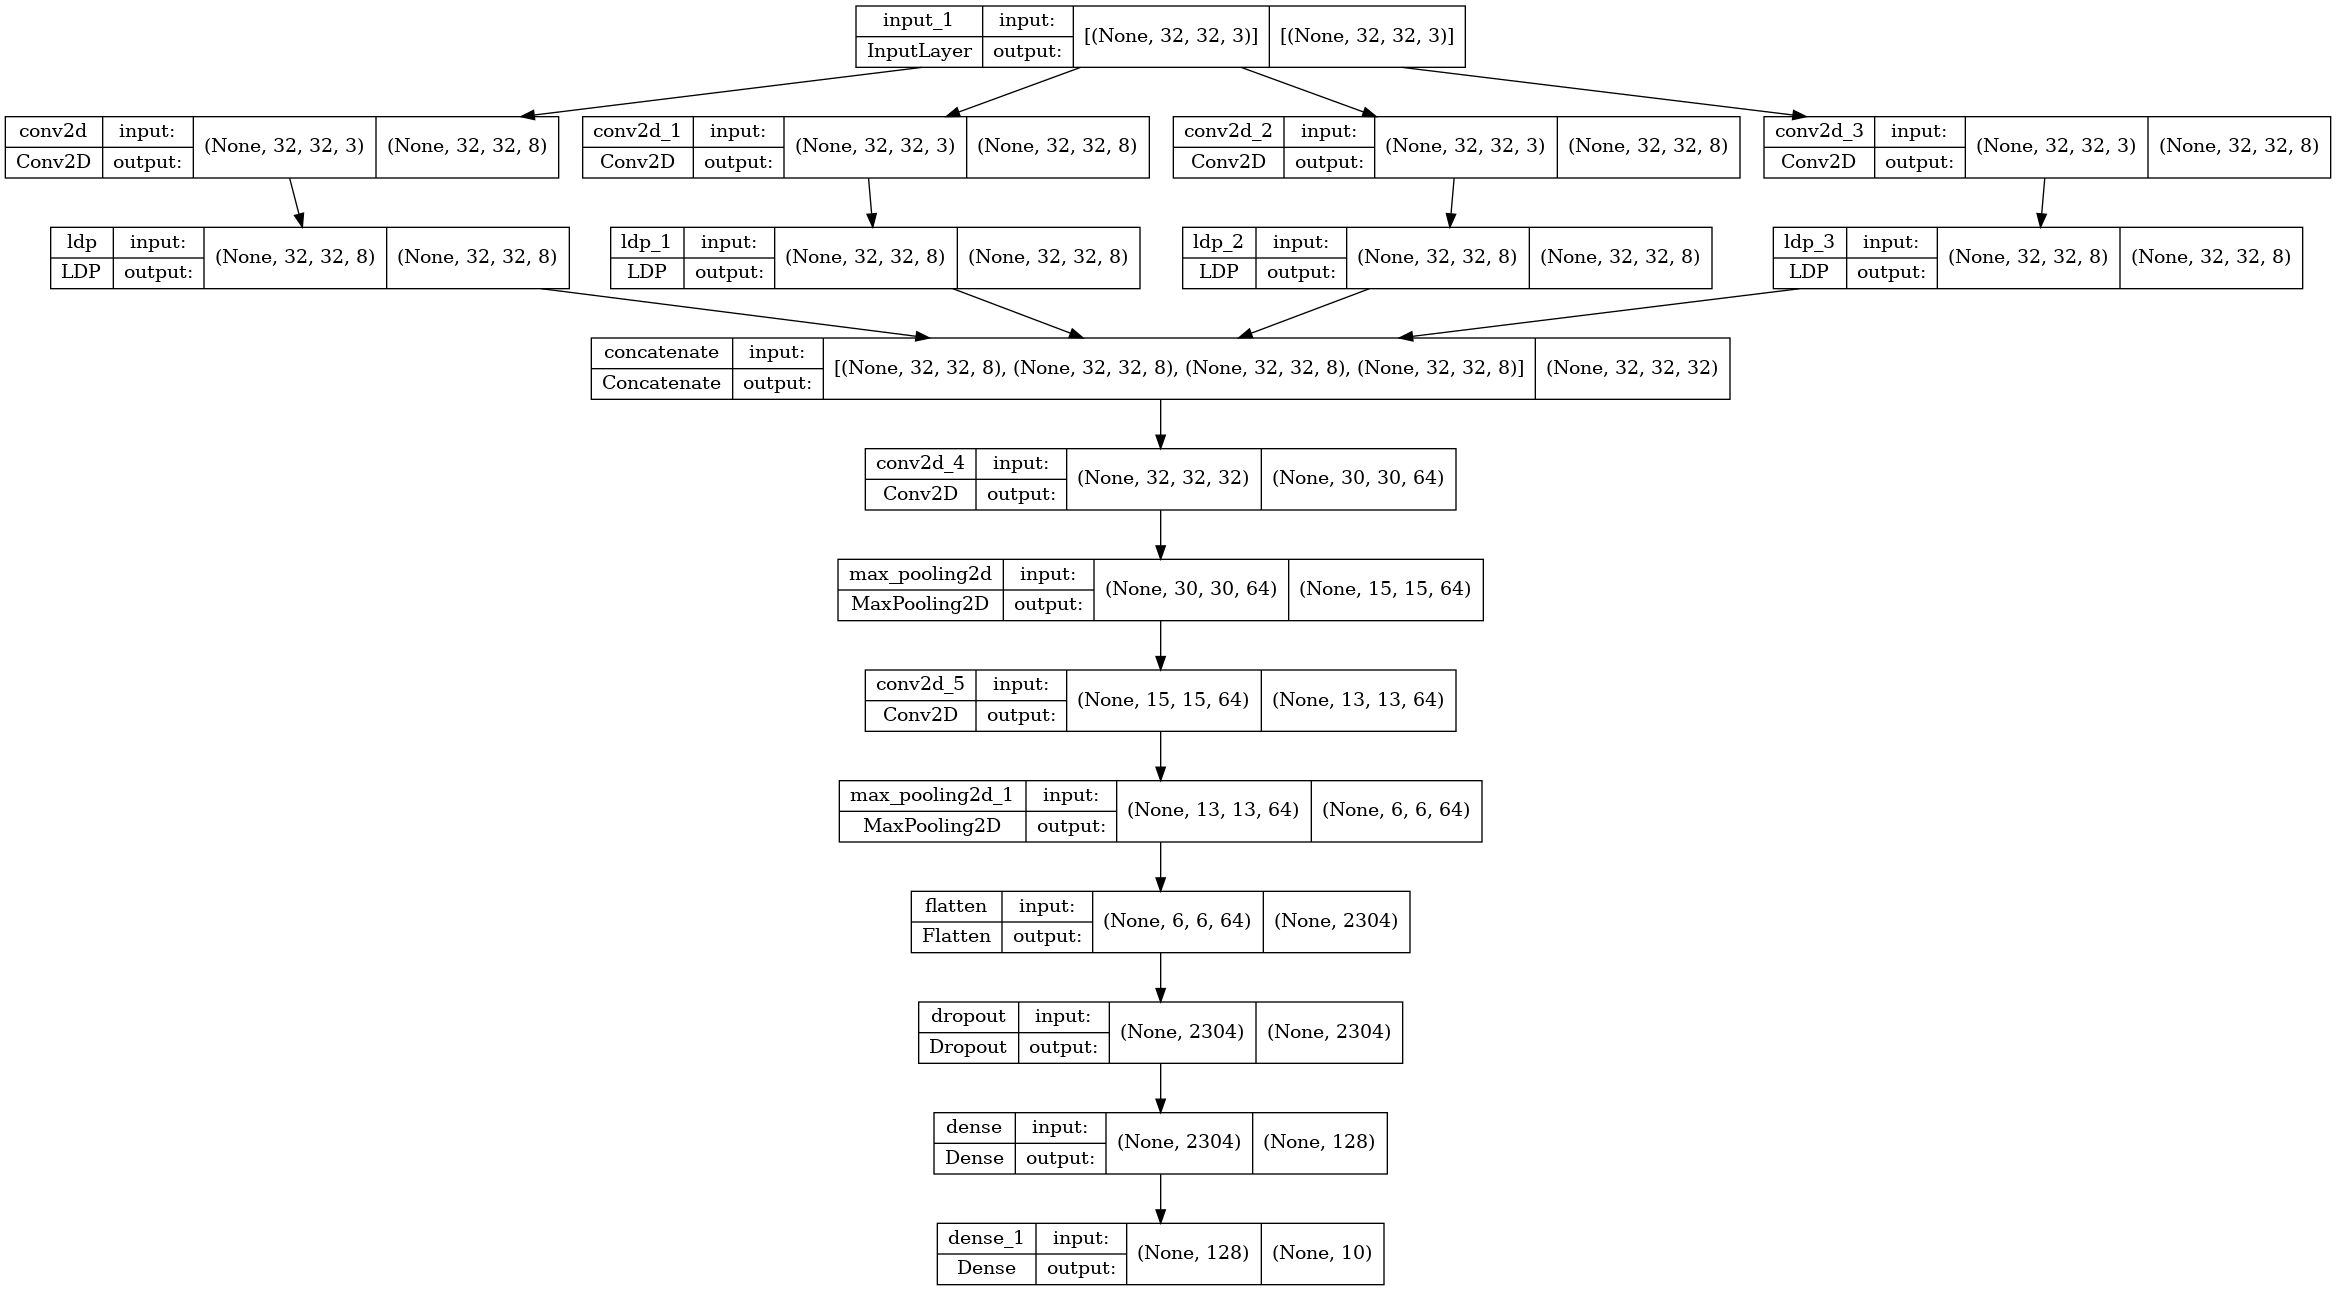 input_1 input: [(None, 32, 32, 3)] [(None, 32, 32, 3)]
InputLayer output:
conv2d input: (None, 32, 32, 3) (None, 32, 32, 8)
Conv2D output:
conv2d_1 input: (None, 32, 32, 3) (None, 32, 32, 8)
Conv2D output:
conv2d_2 input: (None, 32, 32, 3) (None, 32, 32, 8)
Conv2D output:
conv2d_3 input: (None, 32, 32, 3) (None, 32, 32, 8)
Conv2D output:
ldp input: (None, 32, 32, 8) (None, 32, 32, 8)
LDP output:
ldp_1 input: (None, 32, 32, 8) (None, 32, 32, 8)
LDP output:
ldp_2 input: (None, 32, 32, 8) (None, 32, 32, 8)
LDP output:
ldp_3 input: (None, 32, 32, 8) (None, 32, 32, 8)
LDP output:
concatenate input: [(None, 32, 32, 8), (None, 32, 32, 8), (None, 32, 32, 8), (None, 32, 32, 8)] (None, 32, 32, 32)
Concatenate output:
conv2d_4 input: (None, 32, 32, 32) (None, 30, 30, 64)
Conv2D output:
max_pooling2d input: (None, 30, 30, 64) (None, 15, 15, 64)
MaxPooling2D output:
conv2d_5 input: (None, 15, 15, 64) (None, 13, 13, 64)
Conv2D output:
max_pooling2d_1 input: (None, 13, 13, 64) (None, 6, 6, 64)
MaxPooling2D output:
flatten input: (None, 6, 6, 64) (None, 2304)
Flatten output:
dropout input: (None, 2304) (None, 2304)
Dropout output:
dense input: (None, 2304) (None, 128)
Dense output:
dense_1 input: (None, 128) (None, 10)
Dense output: